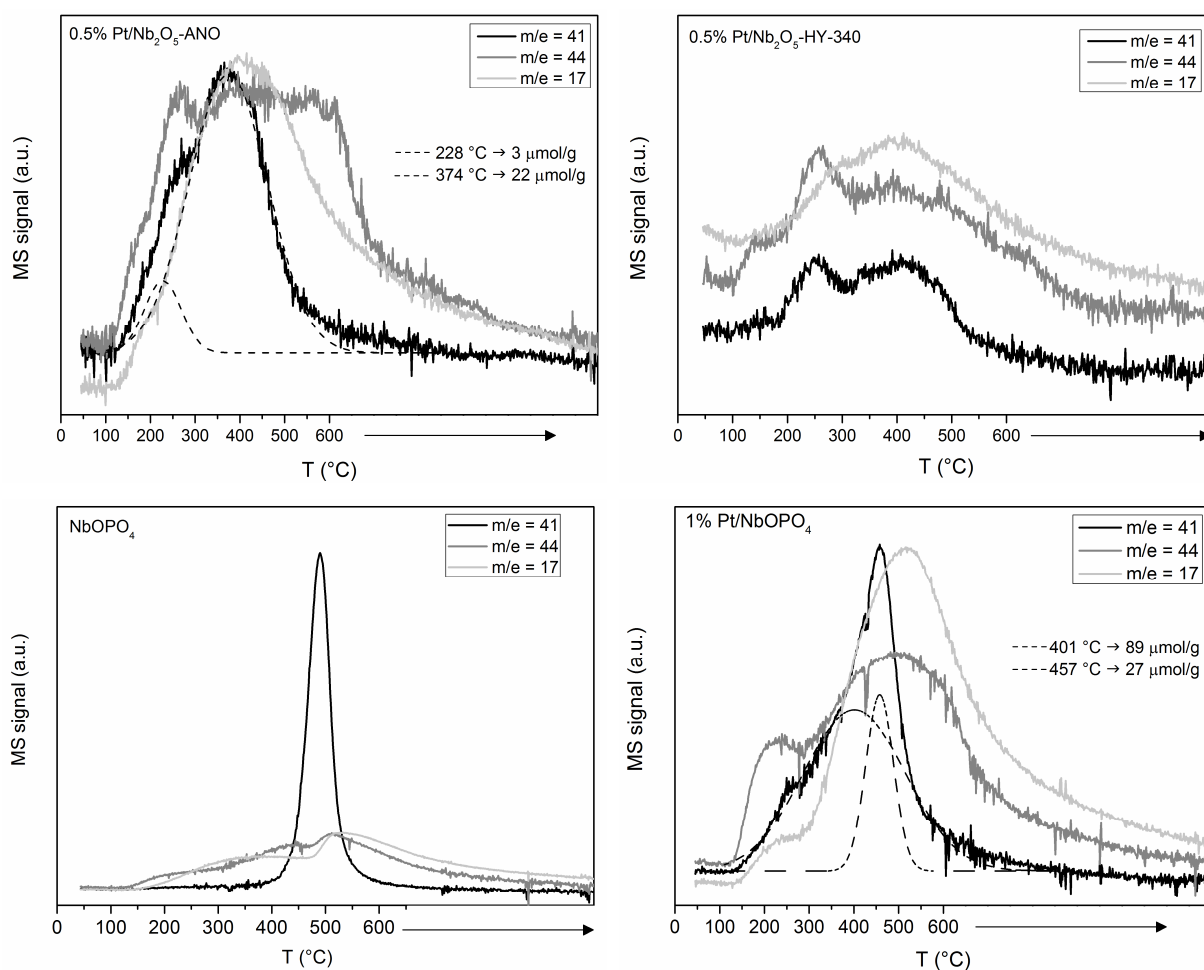 0.5% Pt/Nb₂O₅-ANO
m/e = 41
m/e = 44
m/e = 17
228 °C → 3 μmol/g
374 °C → 22 μmol/g
MS signal (a.u.)
0 100 200 300 400 500 600
T (°C)
0.5% Pt/Nb₂O₅-HY-340
m/e = 41
m/e = 44
m/e = 17
MS signal (a.u.)
0 100 200 300 400 500 600
T (°C)
NbOPO₄
m/e = 41
m/e = 44
m/e = 17
MS signal (a.u.)
0 100 200 300 400 500 600
T (°C)
1% Pt/NbOPO₄
m/e = 41
m/e = 44
m/e = 17
401 °C → 89 μmol/g
457 °C → 27 μmol/g
MS signal (a.u.)
0 100 200 300 400 500 600
T (°C)